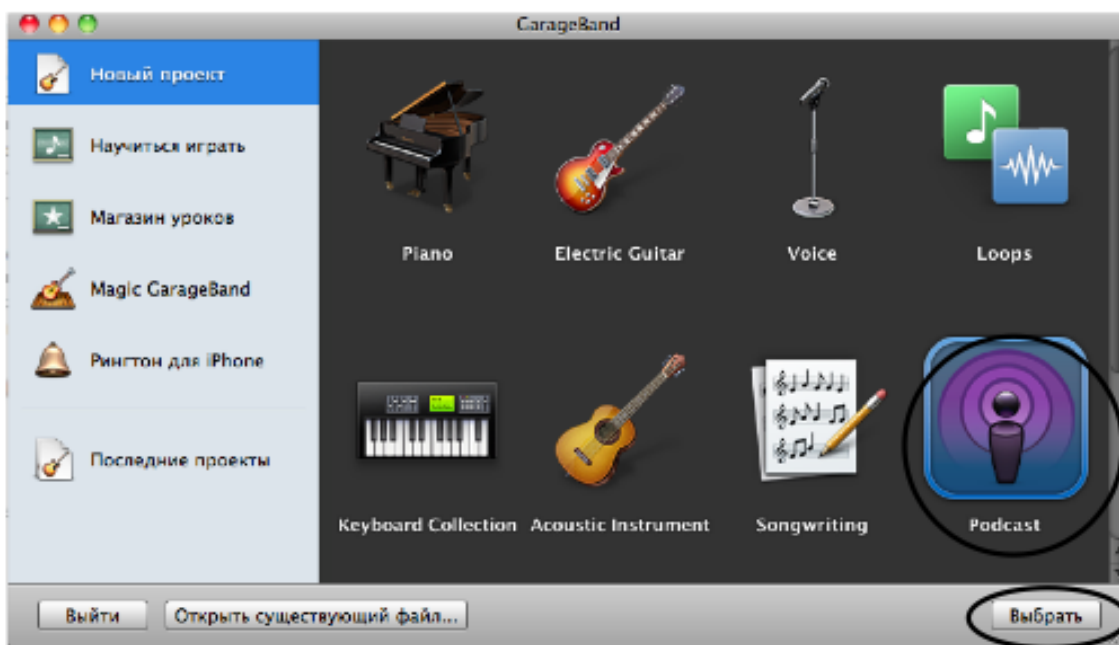 GarageBand
Новый проект
Научиться играть
Магазин уроков
Magic GarageBand
Рингтон для iPhone
Последние проекты
Piano
Electric Guitar
Voice
Loops
Keyboard Collection
Acoustic Instrument
Songwriting
Podcast
Выйти
Открыть существующий файл...
Выбрать